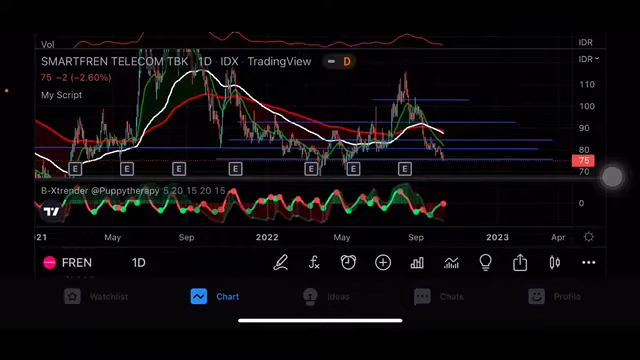 Vol
IDR
SMARTFREN TELECOM TBK · 1D · IDX · TradingView
D
IDR
75 −2 (−2.60%)
My Script
110
100
90
80
75
70
E E E E E E E
B-Xtrender @Puppytherapy 5 20 15 20 15
0
2021 May Sep 2022 May Sep 2023 Apr
FREN 1D
Watchlist Chart Ideas Chats Profile